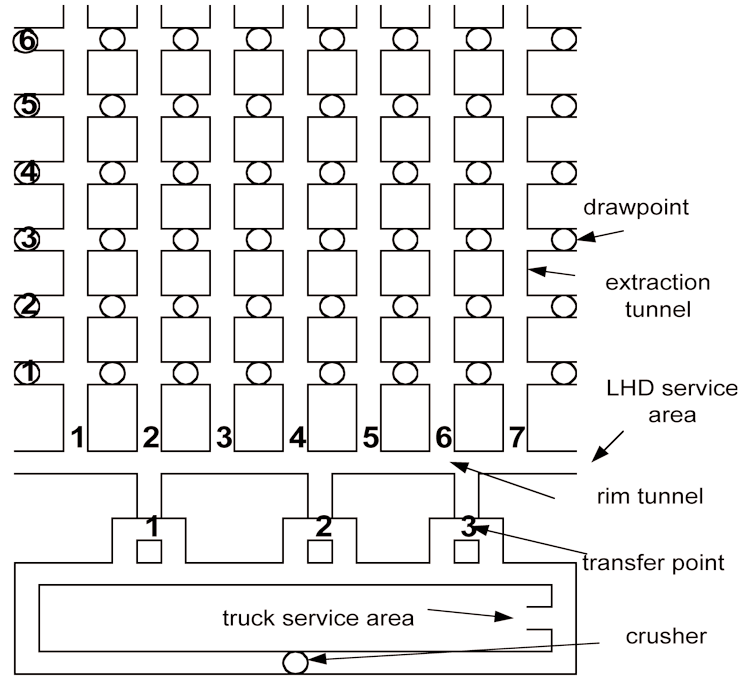 6
5
4
drawpoint
3
extraction
tunnel
2
1
LHD service
area
1 2 3 4 5 6 7
rim tunnel
1 2 3
transfer point
truck service area
crusher